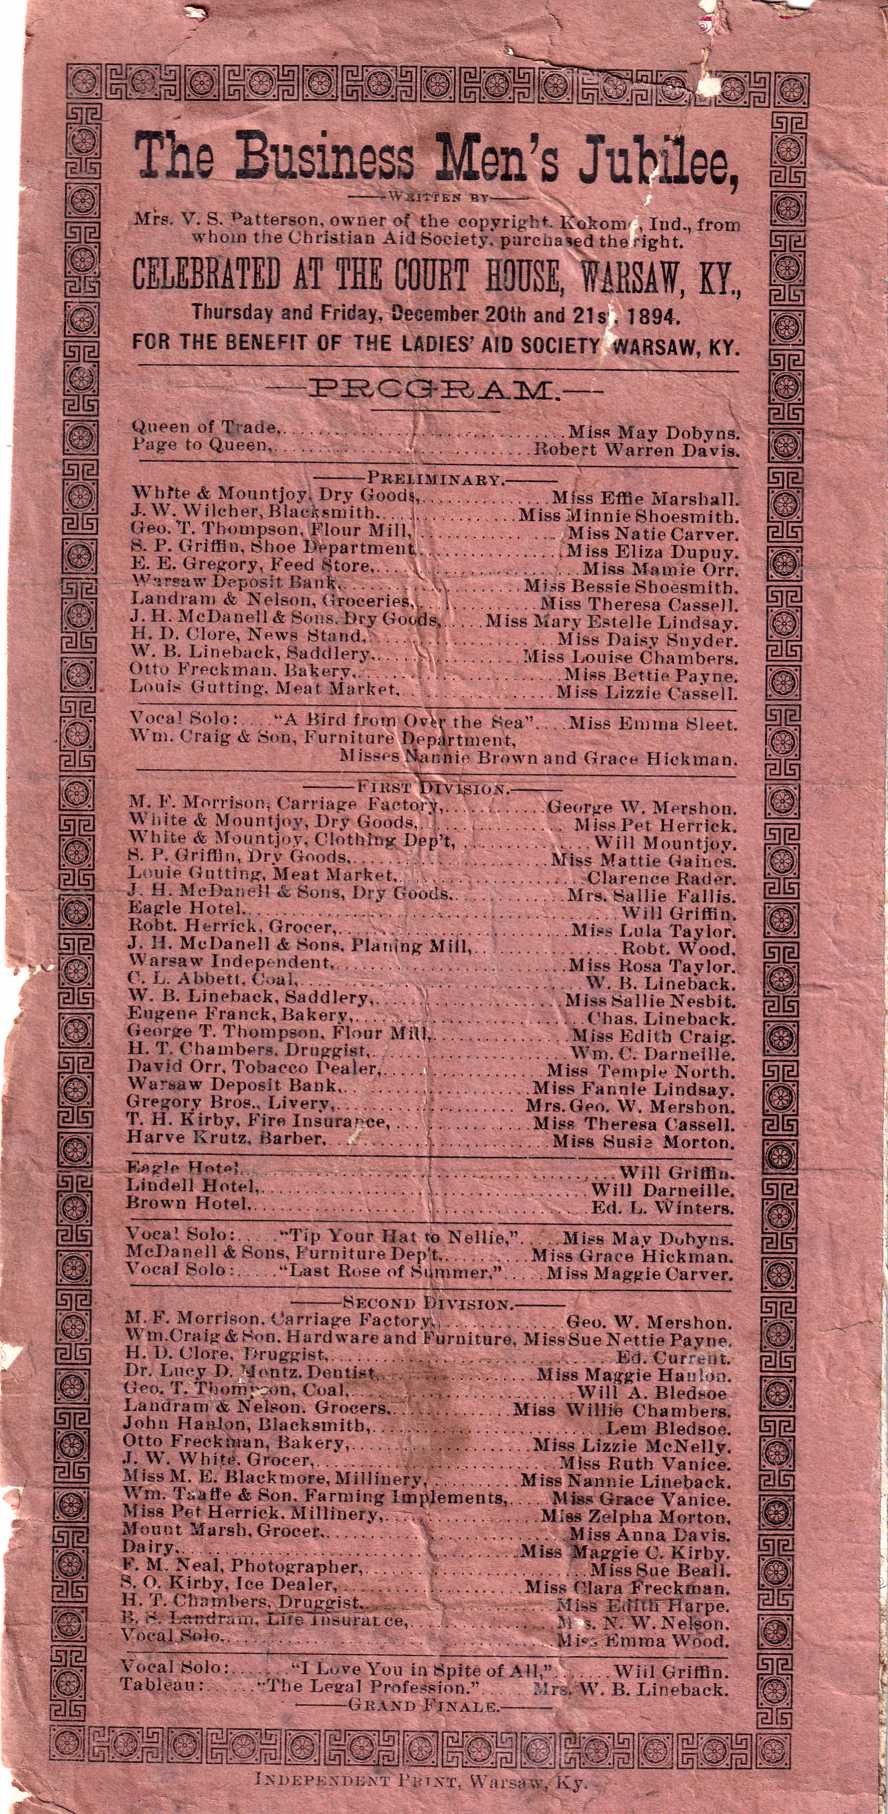 The Business Men's Jubilee,
WRITTEN BY
Mrs. V. S. Patterson, owner of the copyright, Kokomo, Ind., from
whom the Christian Aid Society, purchased the right.
CELEBRATED AT THE COURT HOUSE, WARSAW, KY.,
Thursday and Friday, December 20th and 21st, 1894.
FOR THE BENEFIT OF THE LADIES' AID SOCIETY WARSAW, KY.
PROGRAM.
Queen of Trade, Miss May Dobyns.
Page to Queen, Robert Warren Davis.
PRELIMINARY.
White & Mountjoy, Dry Goods, Miss Effie Marshall.
J. W. Wilcher, Blacksmith. Miss Minnie Shoesmith.
Geo. T. Thompson, Flour Mill, Miss Natie Carver.
S. P. Griffin, Shoe Department, Miss Eliza Dupuy.
E. E. Gregory, Feed Store, Miss Mamie Orr.
Warsaw Deposit Bank, Miss Bessie Shoesmith.
Landram & Nelson, Groceries, Miss Theresa Cassell.
J. H. McDanell & Sons, Dry Goods, Miss Mary Estelle Lindsay.
H. D. Clore, News Stand, Miss Daisy Snyder.
W. B. Lineback, Saddlery, Miss Louise Chambers.
Otto Freckman, Bakery, Miss Bettie Payne.
Louis Gutting, Meat Market, Miss Lizzie Cassell.
Vocal Solo: "A Bird from Over the Sea" Miss Emma Sleet.
Wm. Craig & Son, Furniture Department,
Misses Nannie Brown and Grace Hickman.
FIRST DIVISION.
M. F. Morrison, Carriage Factory, George W. Mershon.
White & Mountjoy, Dry Goods, Miss Pet Herrick.
White & Mountjoy, Clothing Dep't, Will Mountjoy.
S. P. Griffin, Dry Goods, Miss Mattie Gaines.
Louie Gutting, Meat Market, Clarence Rader.
J. H. McDanell & Sons, Dry Goods, Mrs. Sallie Fallis.
Eagle Hotel, Will Griffin.
Robt. Herrick, Grocer, Miss Lula Taylor.
J. H. McDanell & Sons, Planing Mill, Robt. Wood.
Warsaw Independent, Miss Rosa Taylor.
C. L. Abbett, Coal, W. B. Lineback.
W. B. Lineback, Saddlery, Miss Sallie Nesbit.
Eugene Franck, Bakery, Chas. Lineback.
George T. Thompson, Flour Mill, Miss Edith Craig.
H. T. Chambers, Druggist, Wm. C. Darneille.
David Orr, Tobacco Dealer, Miss Temple North.
Warsaw Deposit Bank, Miss Fannie Lindsay.
Gregory Bros., Livery, Mrs. Geo. W. Mershon.
T. H. Kirby, Fire Insurance, Miss Theresa Cassell.
Harve Krutz, Barber, Miss Susie Morton.
Eagle Hotel, Will Griffin.
Lindell Hotel, Will Darneille.
Brown Hotel, Ed. L. Winters.
Vocal Solo: "Tip Your Hat to Nellie," Miss May Dobyns.
McDanell & Sons, Furniture Dep't, Miss Grace Hickman.
Vocal Solo: "Last Rose of Summer," Miss Maggie Carver.
SECOND DIVISION.
M. F. Morrison, Carriage Factory, Geo. W. Mershon.
Wm. Craig & Son, Hardware and Furniture, Miss Sue Nettie Payne.
H. D. Clore, Druggist, Ed. Current.
Dr. Lucy D. Montz, Dentist, Miss Maggie Hanlon.
Geo. T. Thompson, Coal, Will A. Bledsoe
Landram & Nelson, Grocers, Miss Willie Chambers.
John Hanlon, Blacksmith, Lem Bledsoe.
Otto Freckman, Bakery, Miss Lizzie McNelly.
J. W. White, Grocer, Miss Ruth Vanice.
Miss M. E. Blackmore, Millinery, Miss Nannie Lineback.
Wm. Taaffe & Son, Farming Implements, Miss Grace Vanice.
Miss Pet Herrick, Millinery, Miss Zelpha Morton.
Mount Marsh, Grocer, Miss Anna Davis.
Dairy, Miss Maggie C. Kirby.
F. M. Neal, Photographer, Miss Sue Beall.
S. O. Kirby, Ice Dealer, Miss Clara Freckman.
H. T. Chambers, Druggist, Miss Edith Harpe.
R. S. Landram, Life Insurance, Mrs. N. W. Nelson.
Vocal Solo, Miss Emma Wood.
Vocal Solo: "I Love You in Spite of All," Will Griffin.
Tableau: "The Legal Profession." Mrs. W. B. Lineback.
GRAND FINALE.
INDEPENDENT PRINT, Warsaw, Ky.